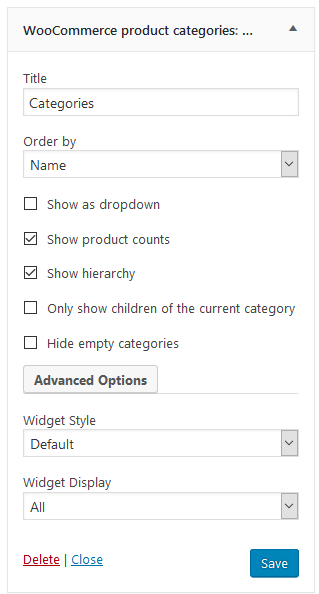 WooCommerce product categories: ...
Title
Categories
Order by
Name
Show as dropdown
Show product counts
Show hierarchy
Only show children of the current category
Hide empty categories
Advanced Options
Widget Style
Default
Widget Display
All
Delete | Close
Save